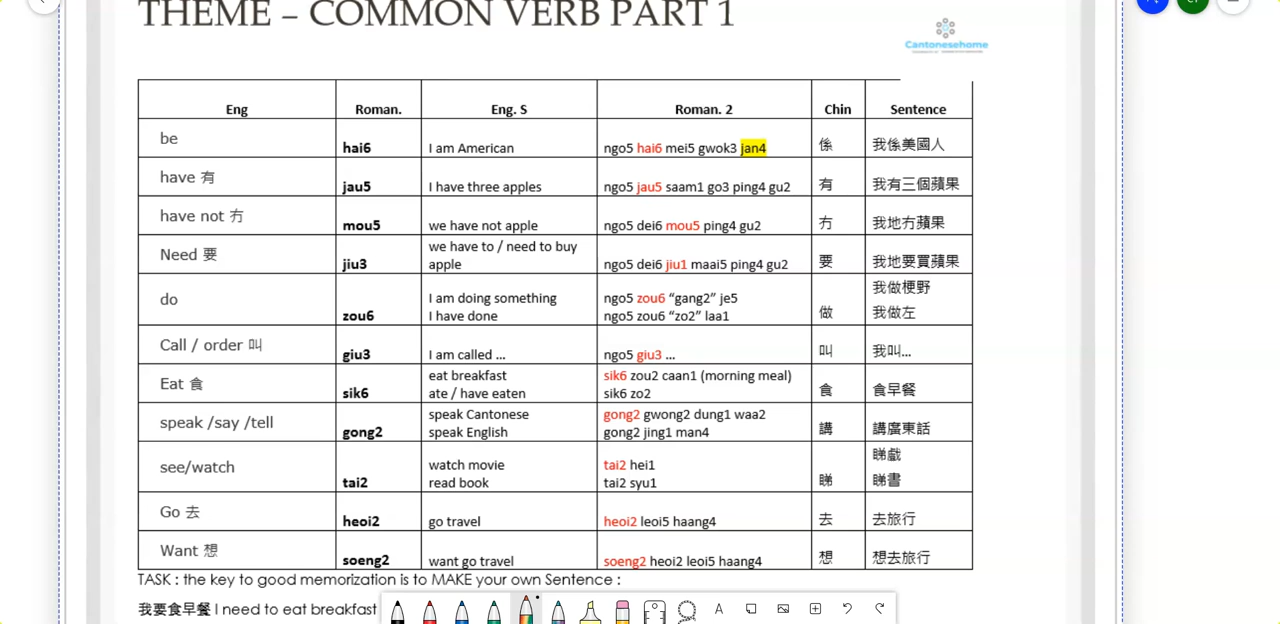 THEME – COMMON VERB PART 1
Cantonesehome
Eng Roman. Eng. S Roman. 2 Chin Sentence
be hai6 I am American ngo5 hai6 mei5 gwok3 jan4 係 我係美國人
have 有 jau5 I have three apples ngo5 jau5 saam1 go3 ping4 gu2 有 我有三個蘋果
have not 冇 mou5 we have not apple ngo5 dei6 mou5 ping4 gu2 冇 我地冇蘋果
Need 要 jiu3 we have to / need to buy apple ngo5 dei6 jiu1 maai5 ping4 gu2 要 我地要買蘋果
do zou6 I am doing something ngo5 zou6 “gang2” je5 做 我做梗野
I have done ngo5 zou6 “zo2” laa1 我做左
Call / order 叫 giu3 I am called ... ngo5 giu3 ... 叫 我叫...
Eat 食 sik6 eat breakfast sik6 zou2 caan1 (morning meal) 食 食早餐
ate / have eaten sik6 zo2
speak /say /tell gong2 speak Cantonese gong2 gwong2 dung1 waa2 講 講廣東話
speak English gong2 jing1 man4
see/watch tai2 watch movie tai2 hei1 睇 睇戲
read book tai2 syu1 睇書
Go 去 heoi2 go travel heoi2 leoi5 haang4 去 去旅行
Want 想 soeng2 want go travel soeng2 heoi2 leoi5 haang4 想 想去旅行
TASK : the key to good memorization is to MAKE your own Sentence :
我要食早餐 I need to eat breakfast
A